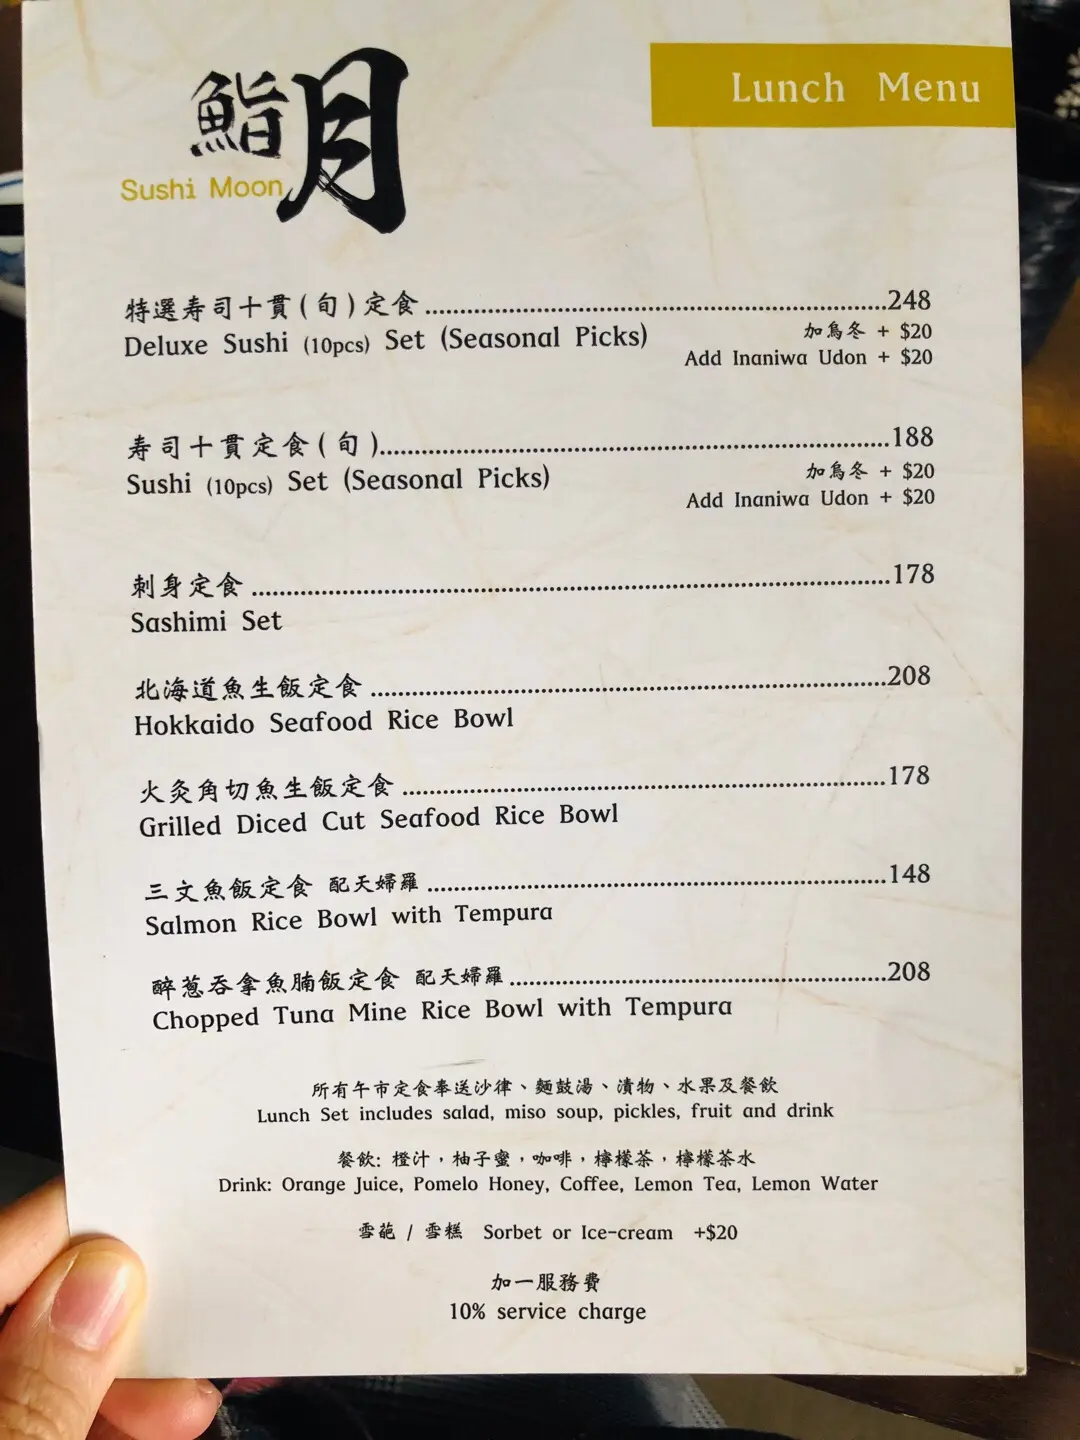 鮨月
Sushi Moon
Lunch Menu
特選寿司十貫(旬)定食 248
Deluxe Sushi (10pcs) Set (Seasonal Picks)
加烏冬 + $20
Add Inaniwa Udon + $20
寿司十貫定食(旬) 188
Sushi (10pcs) Set (Seasonal Picks)
加烏冬 + $20
Add Inaniwa Udon + $20
刺身定食 178
Sashimi Set
北海道魚生飯定食 208
Hokkaido Seafood Rice Bowl
火灸角切魚生飯定食 178
Grilled Diced Cut Seafood Rice Bowl
三文魚飯定食 配天婦羅 148
Salmon Rice Bowl with Tempura
醉蔥吞拿魚腩飯定食 配天婦羅 208
Chopped Tuna Mine Rice Bowl with Tempura
所有午市定食奉送沙律、麵鼓湯、漬物、水果及餐飲
Lunch Set includes salad, miso soup, pickles, fruit and drink
餐飲: 橙汁,柚子蜜,咖啡,檸檬茶,檸檬茶水
Drink: Orange Juice, Pomelo Honey, Coffee, Lemon Tea, Lemon Water
雪葩 / 雪糕 Sorbet or Ice-cream +$20
加一服務費
10% service charge